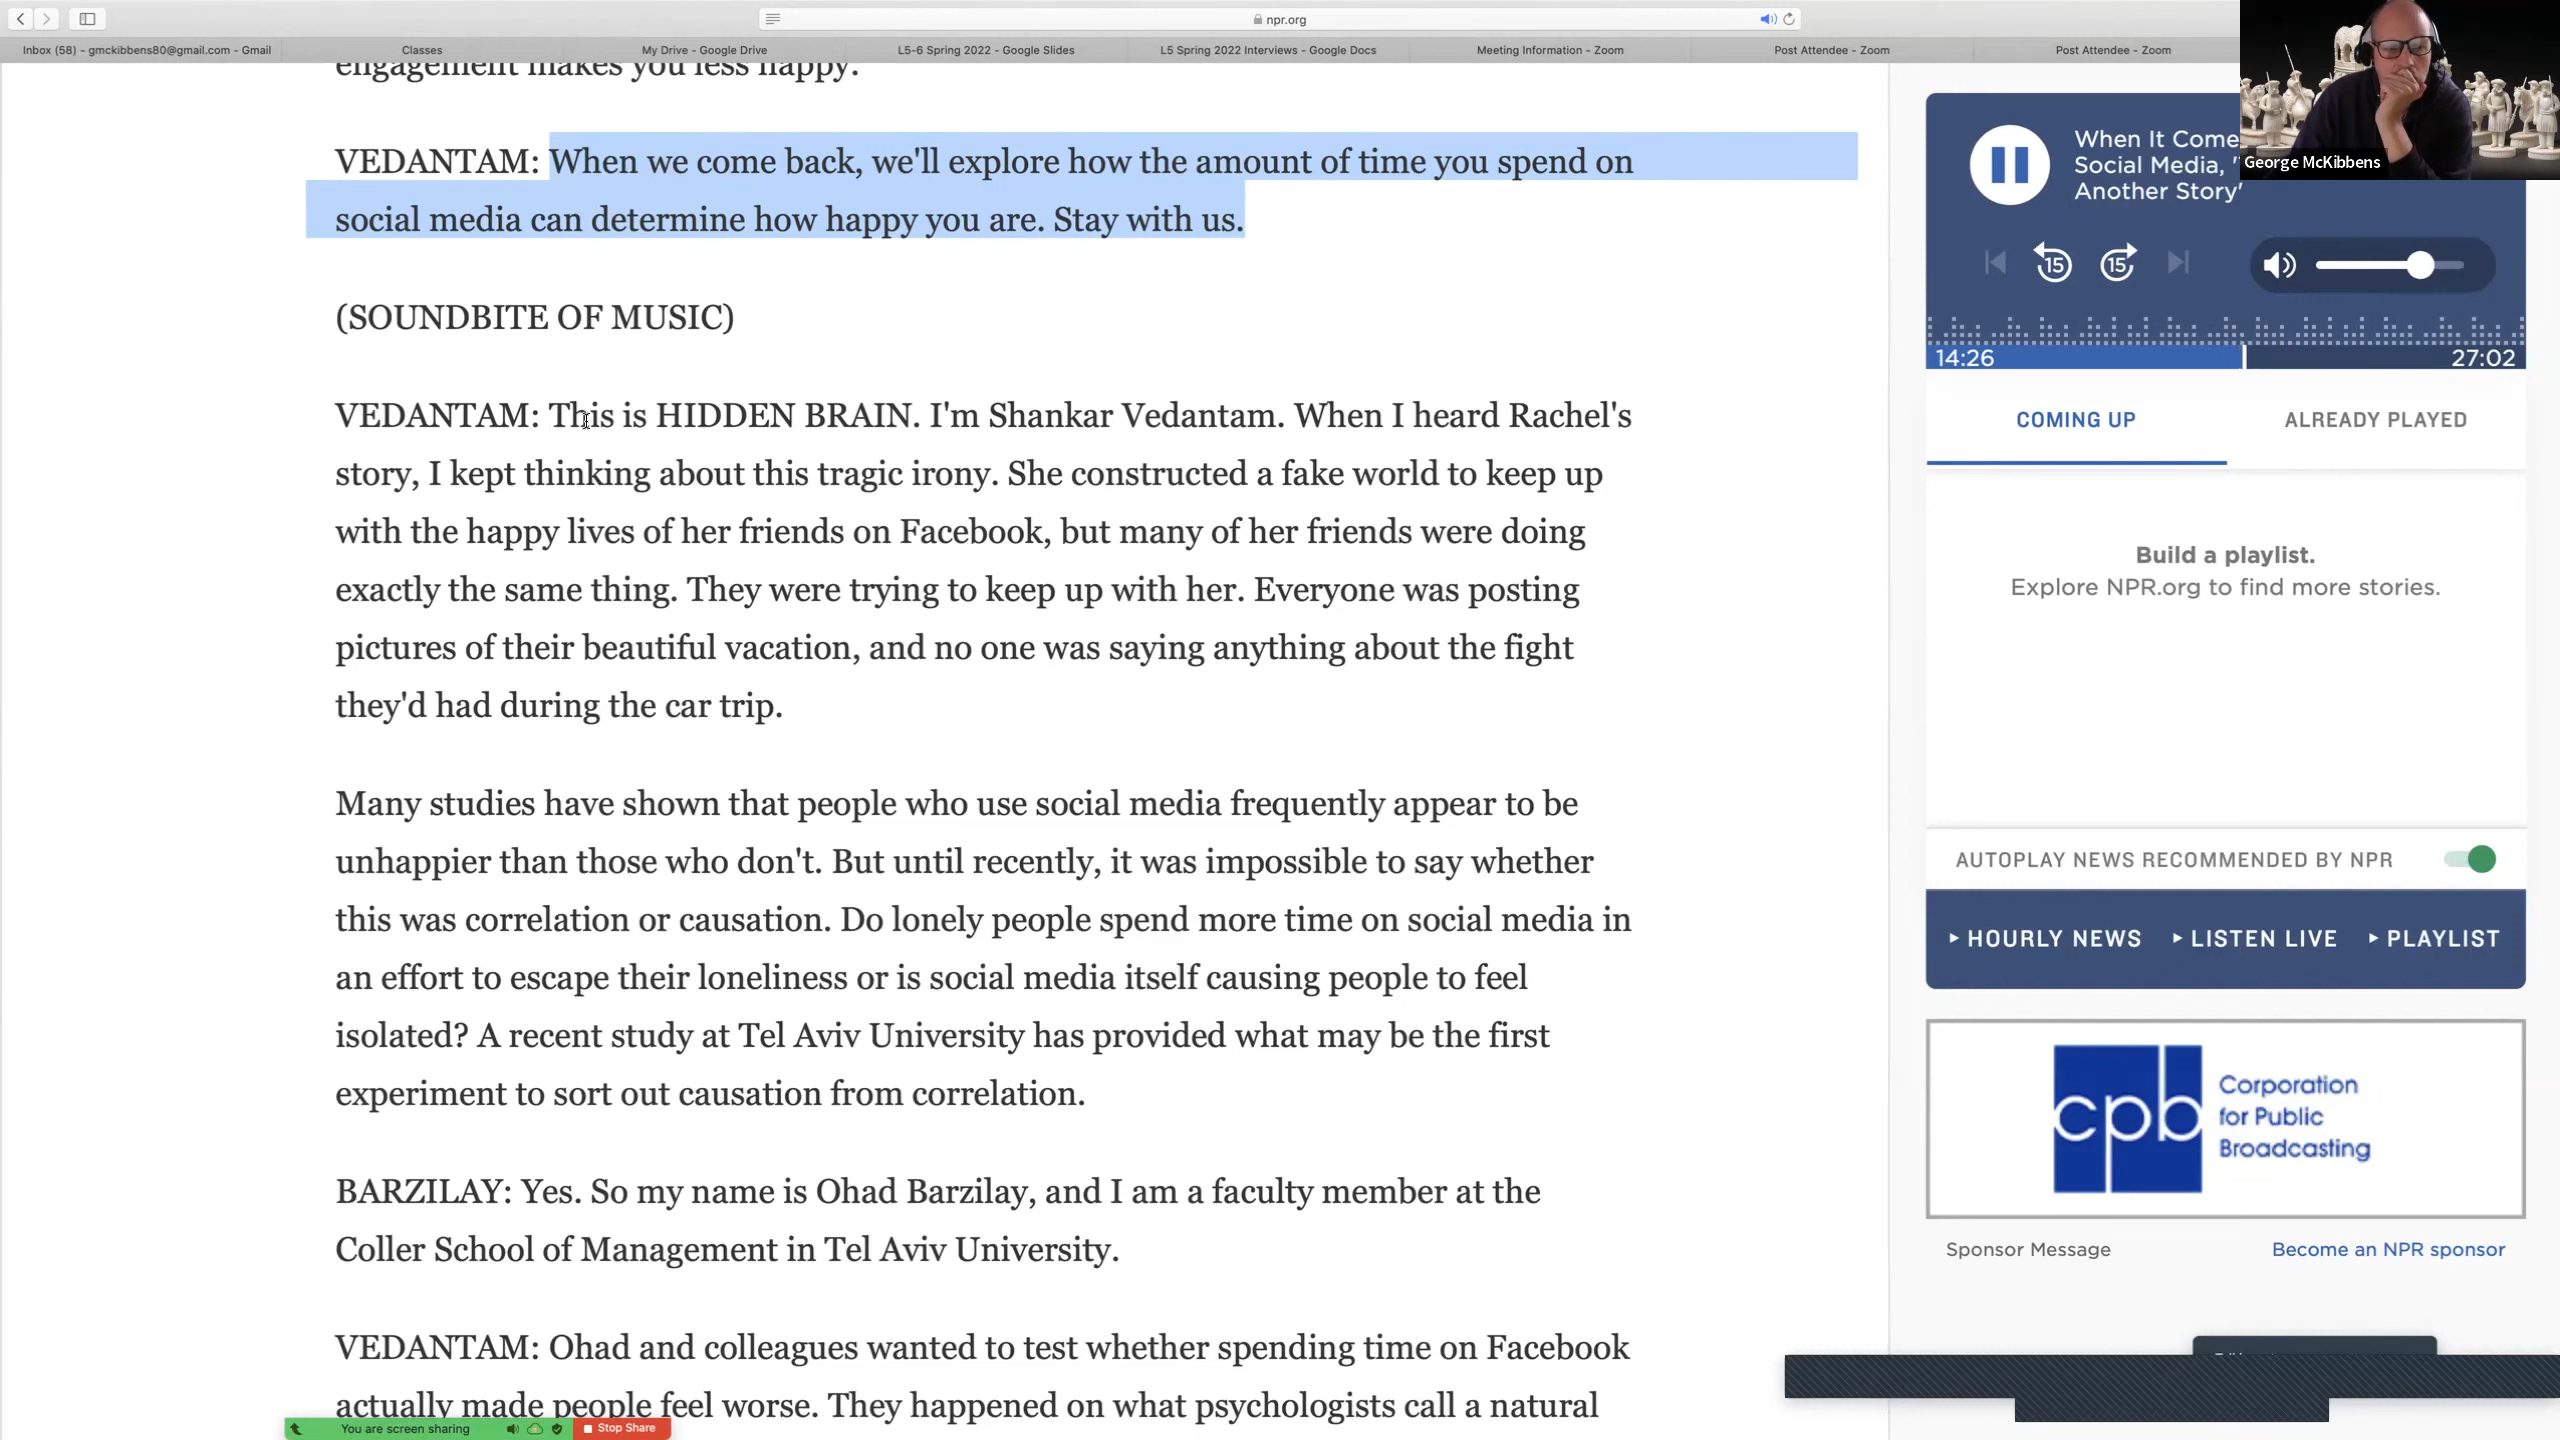 npr.org
Inbox (58) - gmckibbens80@gmail.com - Gmail
Classes
My Drive - Google Drive
L5-6 Spring 2022 - Google Slides
L5 Spring 2022 Interviews - Google Docs
Meeting Information - Zoom
Post Attendee - Zoom
Post Attendee - Zoom
engagement makes you less happy.
VEDANTAM: When we come back, we'll explore how the amount of time you spend on
social media can determine how happy you are. Stay with us.
(SOUNDBITE OF MUSIC)
VEDANTAM: This is HIDDEN BRAIN. I'm Shankar Vedantam. When I heard Rachel's
story, I kept thinking about this tragic irony. She constructed a fake world to keep up
with the happy lives of her friends on Facebook, but many of her friends were doing
exactly the same thing. They were trying to keep up with her. Everyone was posting
pictures of their beautiful vacation, and no one was saying anything about the fight
they'd had during the car trip.
Many studies have shown that people who use social media frequently appear to be
unhappier than those who don't. But until recently, it was impossible to say whether
this was correlation or causation. Do lonely people spend more time on social media in
an effort to escape their loneliness or is social media itself causing people to feel
isolated? A recent study at Tel Aviv University has provided what may be the first
experiment to sort out causation from correlation.
BARZILAY: Yes. So my name is Ohad Barzilay, and I am a faculty member at the
Coller School of Management in Tel Aviv University.
VEDANTAM: Ohad and colleagues wanted to test whether spending time on Facebook
actually made people feel worse. They happened on what psychologists call a natural
You are screen sharing
Stop Share
George McKibbens
When It Come
Social Media, '
Another Story'
15
15
14:26
27:02
COMING UP
ALREADY PLAYED
Build a playlist.
Explore NPR.org to find more stories.
AUTOPLAY NEWS RECOMMENDED BY NPR
HOURLY NEWS
LISTEN LIVE
PLAYLIST
cpb
Corporation
for Public
Broadcasting
Sponsor Message
Become an NPR sponsor